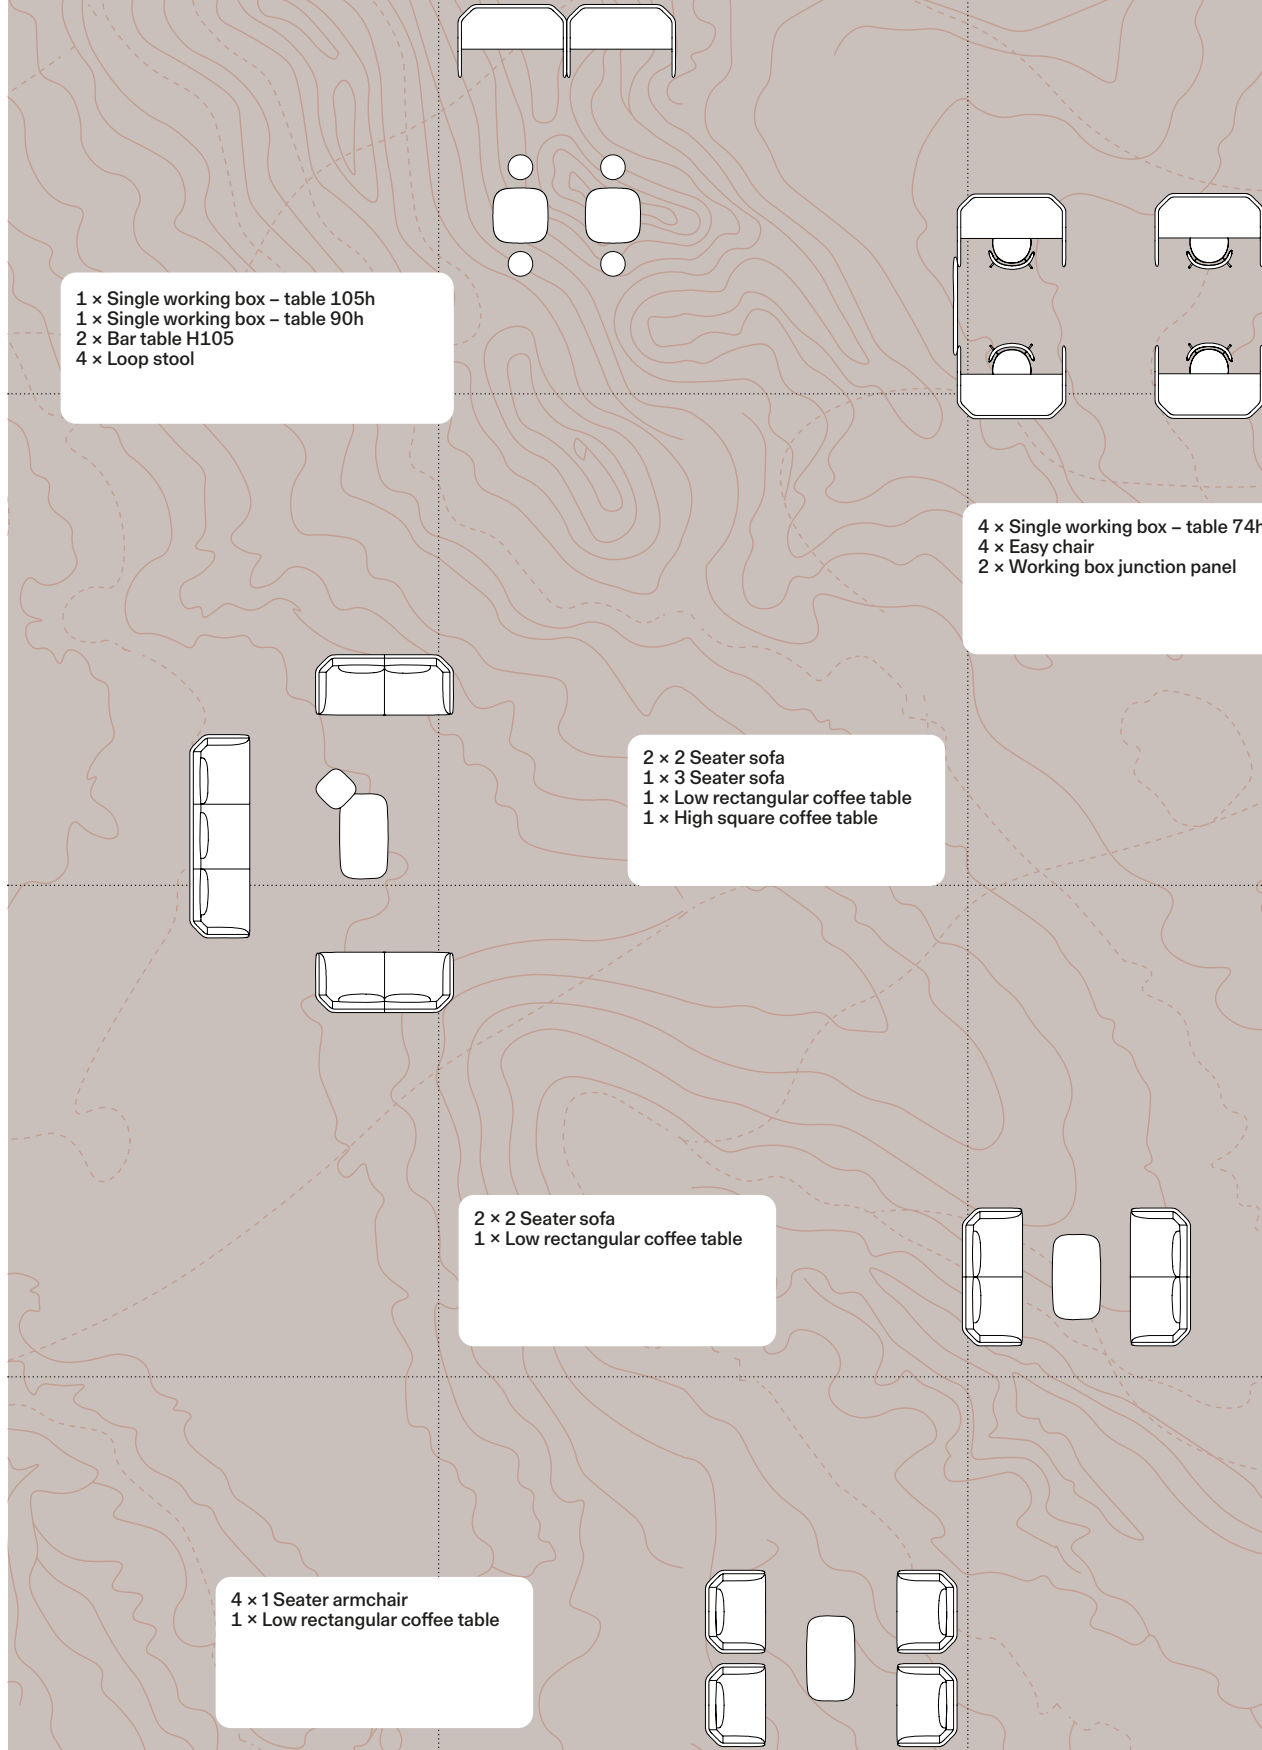 1 × Single working box – table 105h
1 × Single working box – table 90h
2 × Bar table H105
4 × Loop stool
4 × Single working box – table 74h
4 × Easy chair
2 × Working box junction panel
2 × 2 Seater sofa
1 × 3 Seater sofa
1 × Low rectangular coffee table
1 × High square coffee table
2 × 2 Seater sofa
1 × Low rectangular coffee table
4 × 1 Seater armchair
1 × Low rectangular coffee table